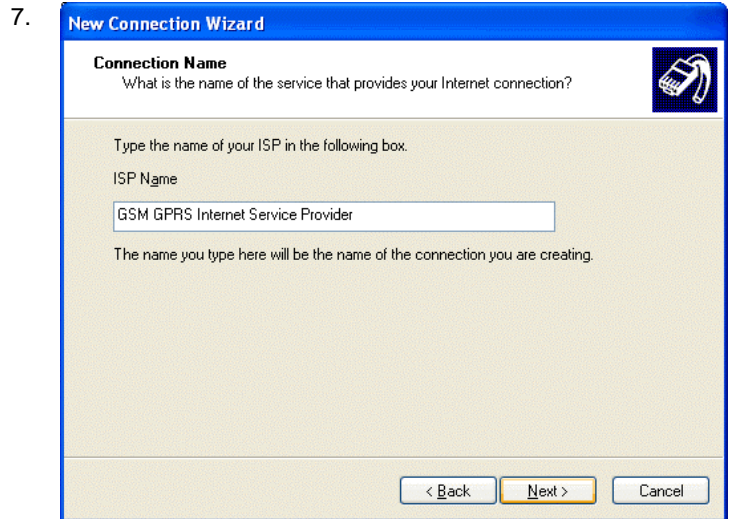 7.
New Connection Wizard
Connection Name
What is the name of the service that provides your Internet connection?
Type the name of your ISP in the following box.
ISP Name
GSM GPRS Internet Service Provider
The name you type here will be the name of the connection you are creating.
< Back Next > Cancel